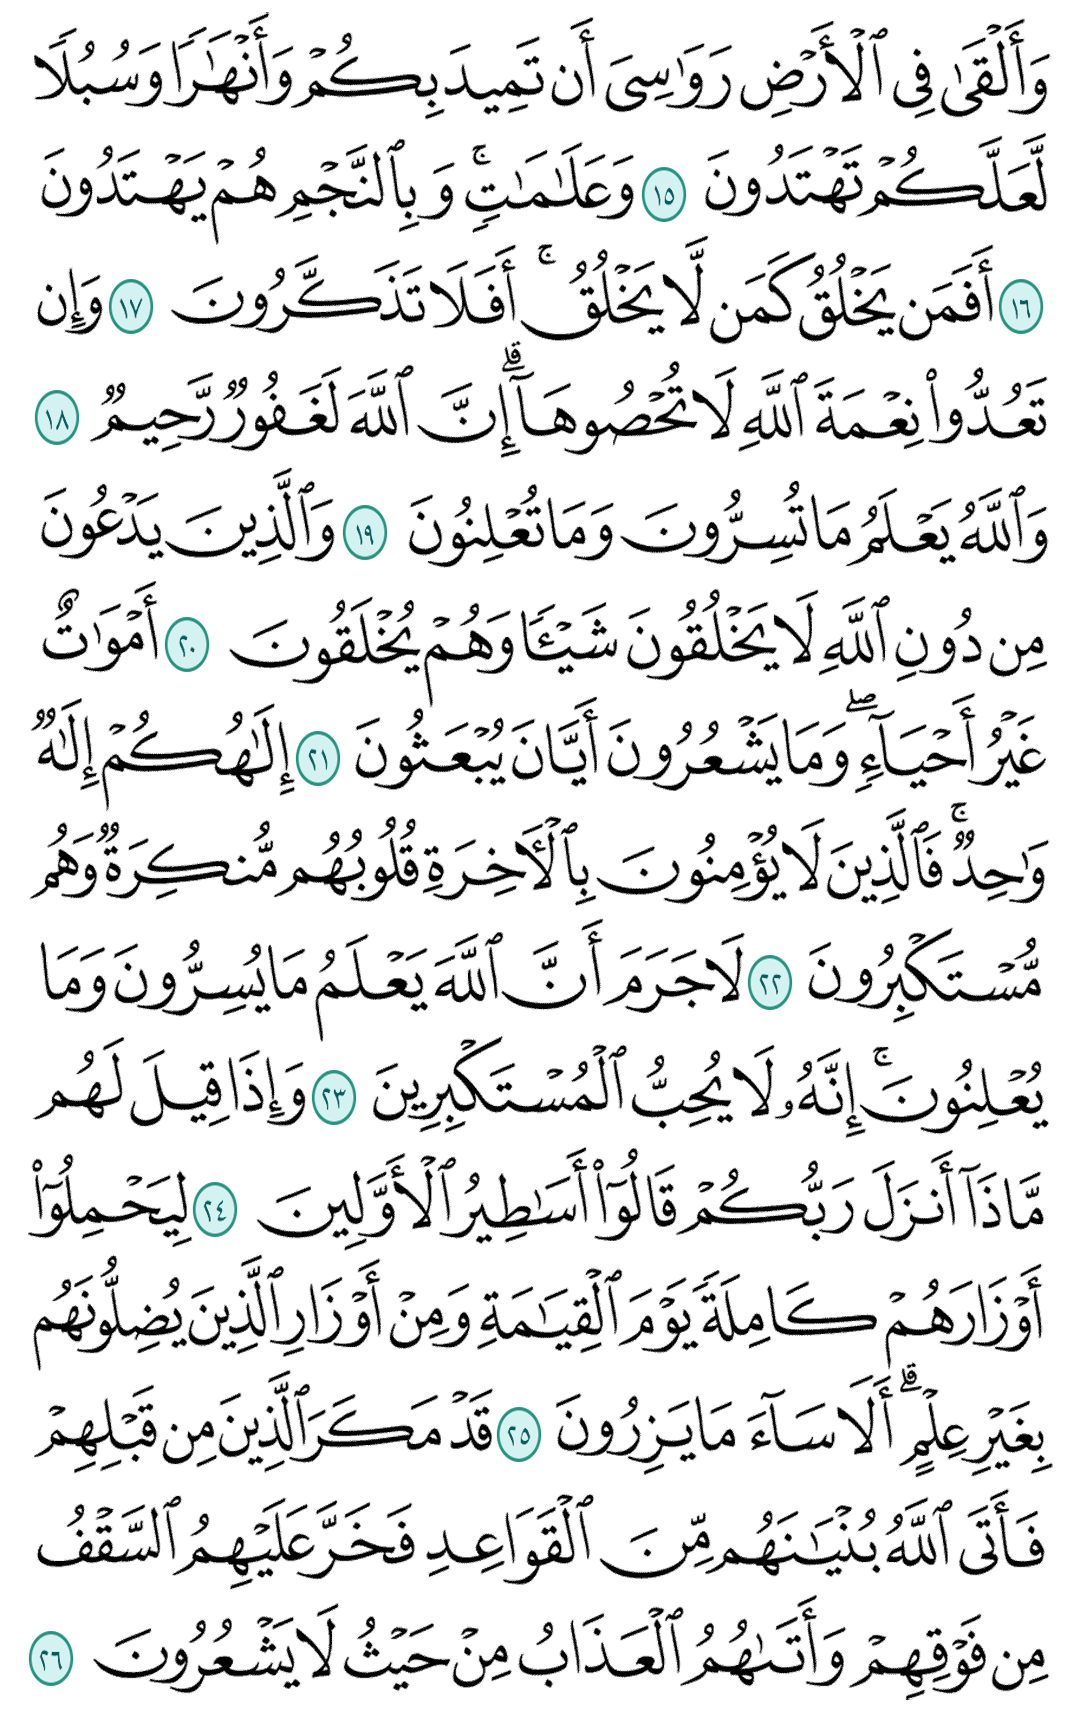 وَأَلْقَىٰ فِى ٱلْأَرْضِ رَوَٰسِىَ أَن تَمِيدَ بِكُمْ وَأَنْهَٰرًا وَسُبُلًا
لَّعَلَّكُمْ تَهْتَدُونَ ١٥ وَعَلَٰمَٰتٍۚ وَبِٱلنَّجْمِ هُمْ يَهْتَدُونَ
١٦ أَفَمَن يَخْلُقُ كَمَن لَّا يَخْلُقُۚ أَفَلَا تَذَكَّرُونَ ١٧ وَإِن
تَعُدُّوا۟ نِعْمَةَ ٱللَّهِ لَا تُحْصُوهَآۗ إِنَّ ٱللَّهَ لَغَفُورٌ رَّحِيمٌ ١٨
وَٱللَّهُ يَعْلَمُ مَا تُسِرُّونَ وَمَا تُعْلِنُونَ ١٩ وَٱلَّذِينَ يَدْعُونَ
مِن دُونِ ٱللَّهِ لَا يَخْلُقُونَ شَيْـًٔا وَهُمْ يُخْلَقُونَ ٢٠ أَمْوَٰتٌ
غَيْرُ أَحْيَآءٍۖ وَمَا يَشْعُرُونَ أَيَّانَ يُبْعَثُونَ ٢١ إِلَٰهُكُمْ إِلَٰهٌ
وَٰحِدٌۚ فَٱلَّذِينَ لَا يُؤْمِنُونَ بِٱلْـَٔاخِرَةِ قُلُوبُهُم مُّنكِرَةٌ وَهُم
مُّسْتَكْبِرُونَ ٢٢ لَا جَرَمَ أَنَّ ٱللَّهَ يَعْلَمُ مَا يُسِرُّونَ وَمَا
يُعْلِنُونَۚ إِنَّهُۥ لَا يُحِبُّ ٱلْمُسْتَكْبِرِينَ ٢٣ وَإِذَا قِيلَ لَهُم
مَّاذَآ أَنزَلَ رَبُّكُمْ قَالُوٓا۟ أَسَٰطِيرُ ٱلْأَوَّلِينَ ٢٤ لِيَحْمِلُوٓا۟
أَوْزَارَهُمْ كَامِلَةً يَوْمَ ٱلْقِيَٰمَةِ وَمِنْ أَوْزَارِ ٱلَّذِينَ يُضِلُّونَهُم
بِغَيْرِ عِلْمٍۗ أَلَا سَآءَ مَا يَزِرُونَ ٢٥ قَدْ مَكَرَ ٱلَّذِينَ مِن قَبْلِهِمْ
فَأَتَى ٱللَّهُ بُنْيَٰنَهُم مِّنَ ٱلْقَوَاعِدِ فَخَرَّ عَلَيْهِمُ ٱلسَّقْفُ
مِن فَوْقِهِمْ وَأَتَىٰهُمُ ٱلْعَذَابُ مِنْ حَيْثُ لَا يَشْعُرُونَ ٢٦